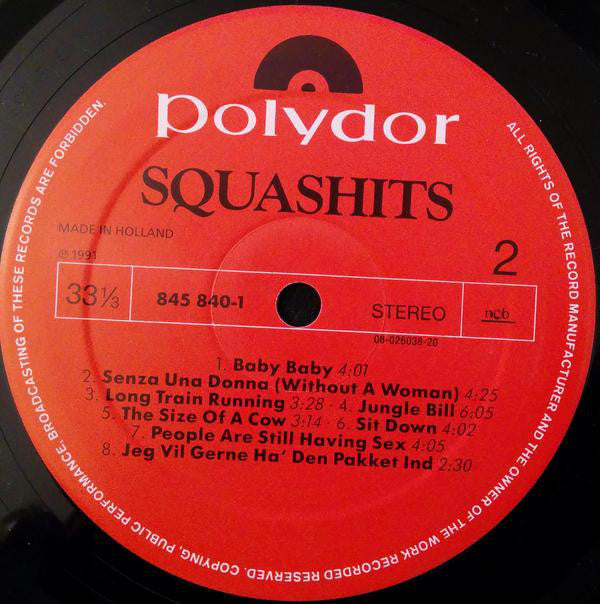 polydor
SQUASHITS
MADE IN HOLLAND
℗ 1991
2
33⅓
845 840-1
STEREO
ncb
08-026038-20
1. Baby Baby 4:01
2. Senza Una Donna (Without A Woman) 4:25
3. Long Train Running 3:28 · 4. Jungle Bill 6:05
5. The Size Of A Cow 3:14 · 6. Sit Down 4:02
7. People Are Still Having Sex 4:05
8. Jeg Vil Gerne Ha' Den Pakket Ind 2:30
ALL RIGHTS OF THE RECORD MANUFACTURER AND THE OWNER OF THE WORK RECORDED RESERVED. COPYING, PUBLIC PERFORMANCE, BROADCASTING OF THESE RECORDS ARE FORBIDDEN.